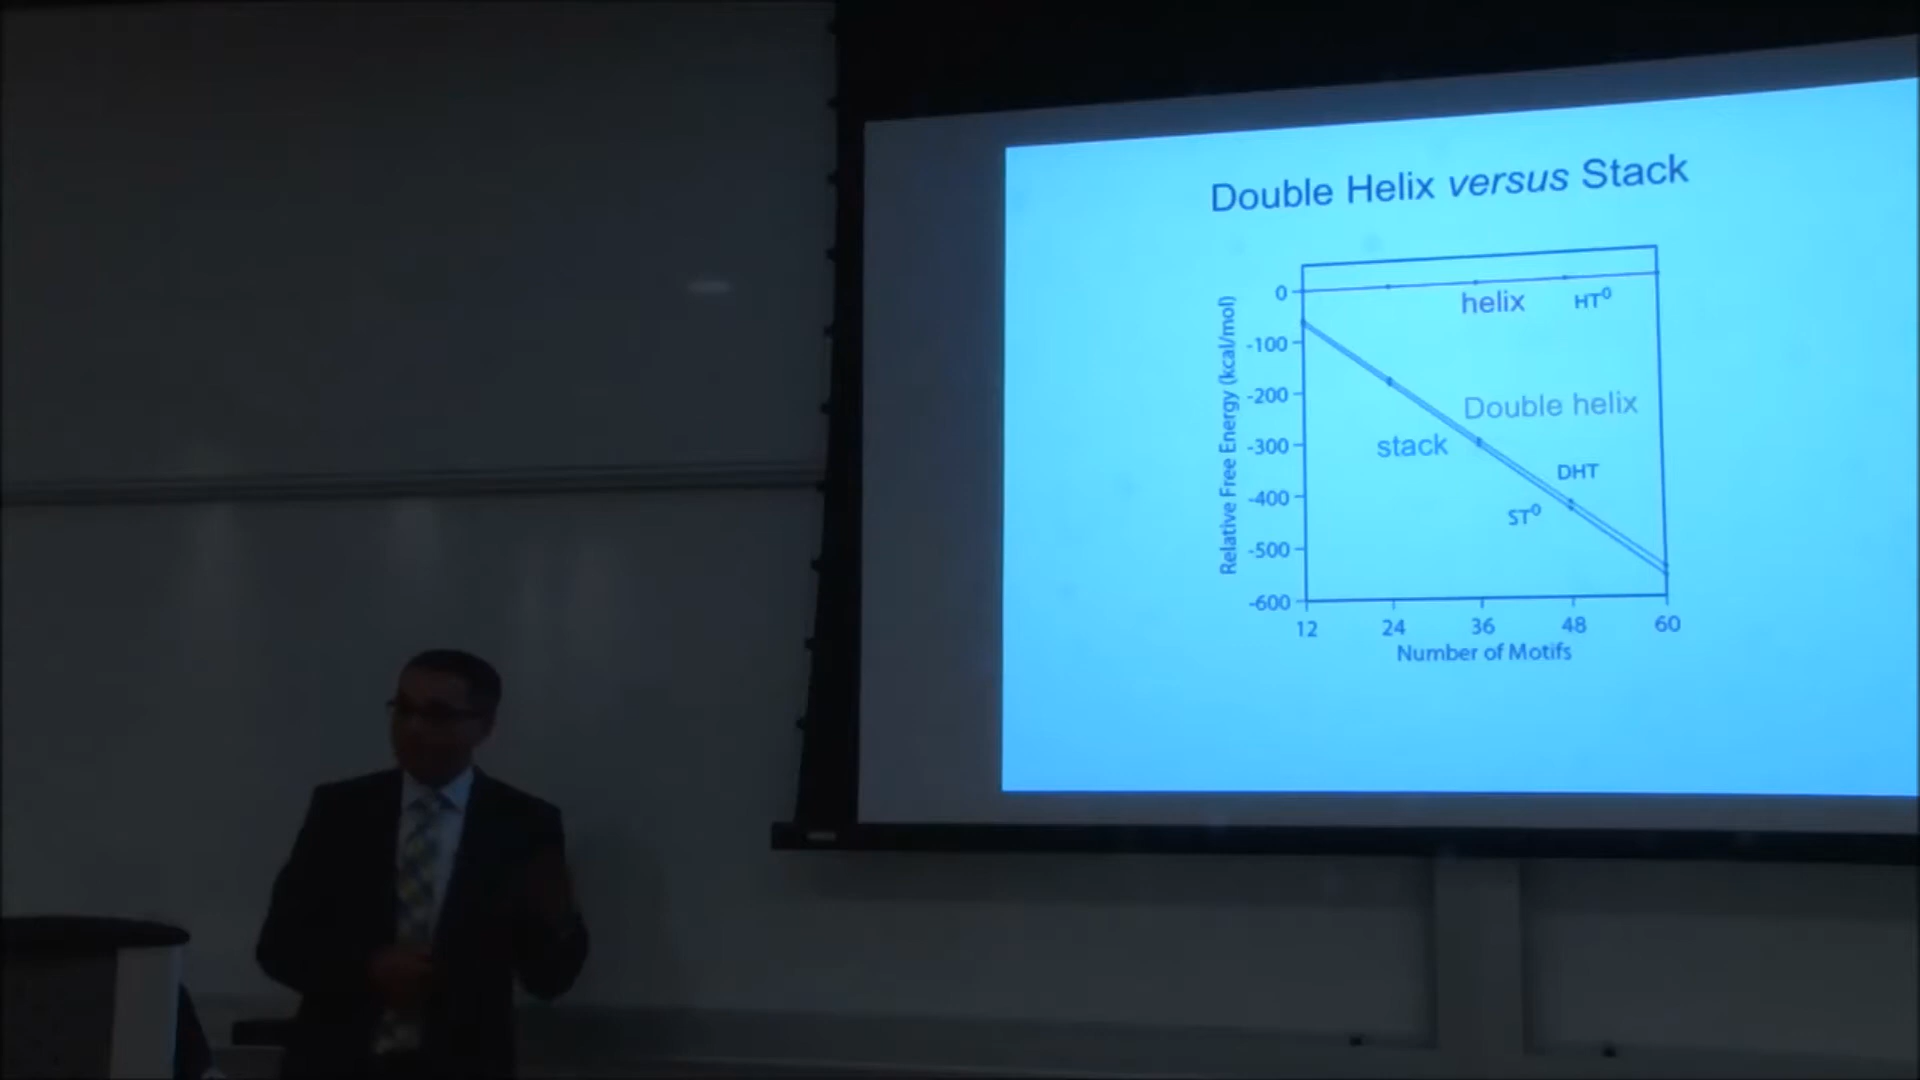 Double Helix versus Stack
0
-100
-200
-300
-400
-500
-600
Relative Free Energy (kcal/mol)
helix HT⁰
Double helix
stack
DHT
ST⁰
12 24 36 48 60
Number of Motifs